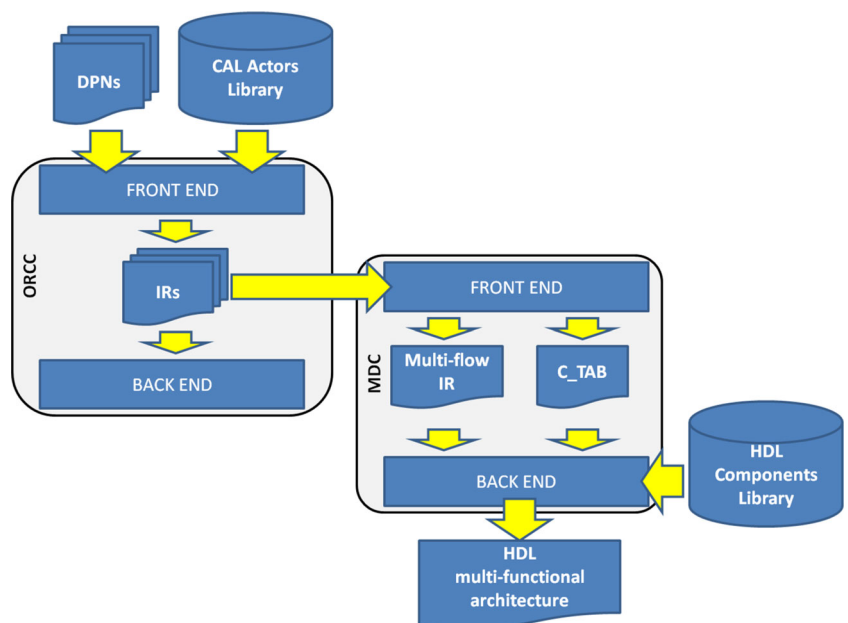 DPNs
CAL Actors
Library
FRONT END
ORCC
IRs
BACK END
FRONT END
MDC
Multi-flow
IR
C_TAB
BACK END
HDL
Components
Library
HDL
multi-functional
architecture